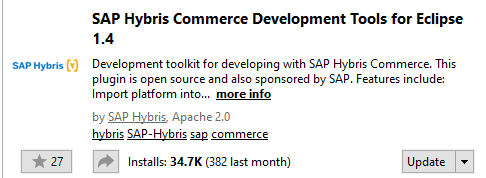 SAP Hybris Commerce Development Tools for Eclipse
1.4
SAP Hybris (y)
Development toolkit for developing with SAP Hybris Commerce. This
plugin is open source and also sponsored by SAP. Features include:
Import platform into... more info
by SAP Hybris, Apache 2.0
hybris SAP-Hybris sap commerce
27
Installs: 34.7K (382 last month)
Update